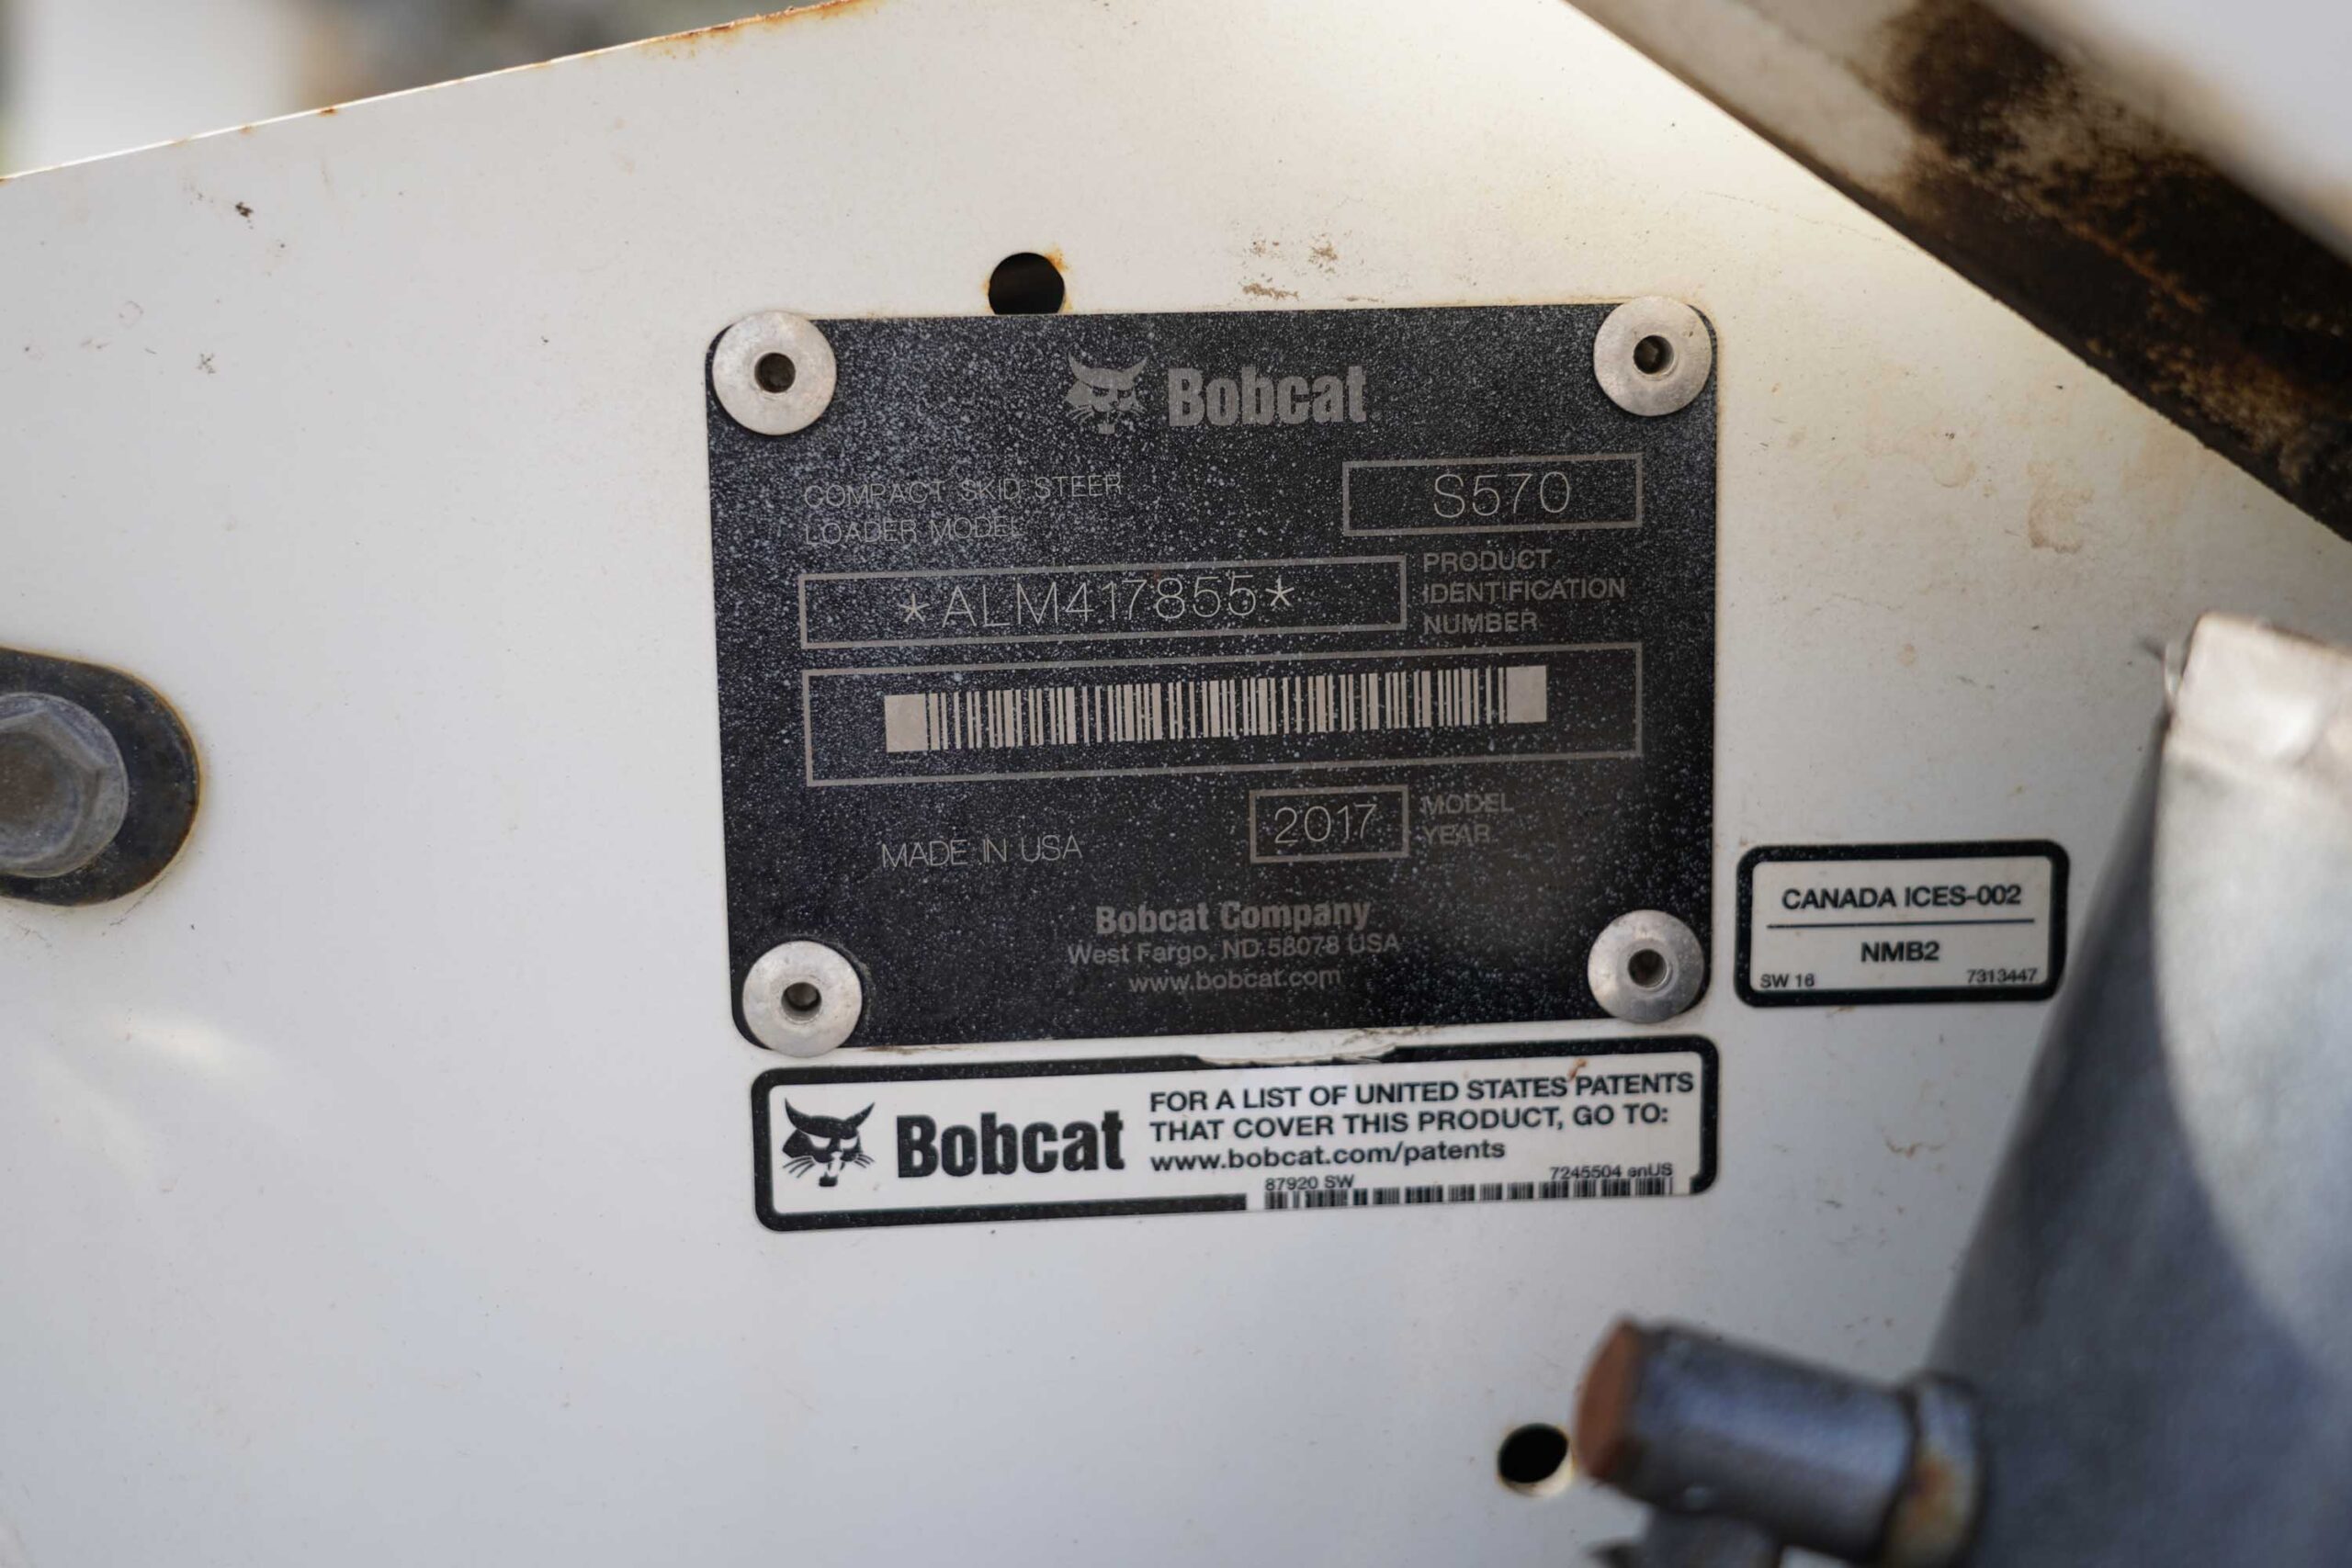 Bobcat
COMPACT SKID STEER
LOADER MODEL
S570
*ALM417855*
PRODUCT
IDENTIFICATION
NUMBER
MADE IN USA
2017
MODEL
YEAR
Bobcat Company
West Fargo, ND 58078 USA
www.bobcat.com
CANADA ICES-002
NMB2
SW 16 7313447
Bobcat
FOR A LIST OF UNITED STATES PATENTS
THAT COVER THIS PRODUCT, GO TO:
www.bobcat.com/patents
87920 SW 7245504 enUS